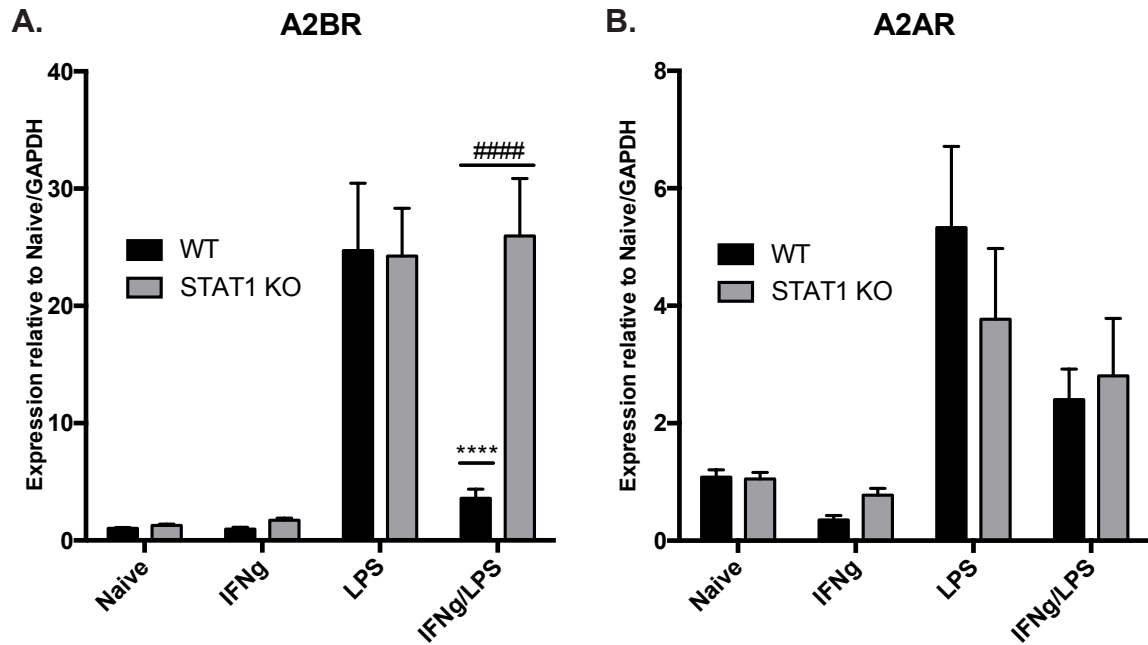 A.
A2BR
Expression relative to Naive/GAPDH
40
30
20
10
0
WT
STAT1 KO
####
****
Naive
IFNg
LPS
IFNg/LPS
B.
A2AR
Expression relative to Naive/GAPDH
8
6
4
2
0
WT
STAT1 KO
Naive
IFNg
LPS
IFNg/LPS